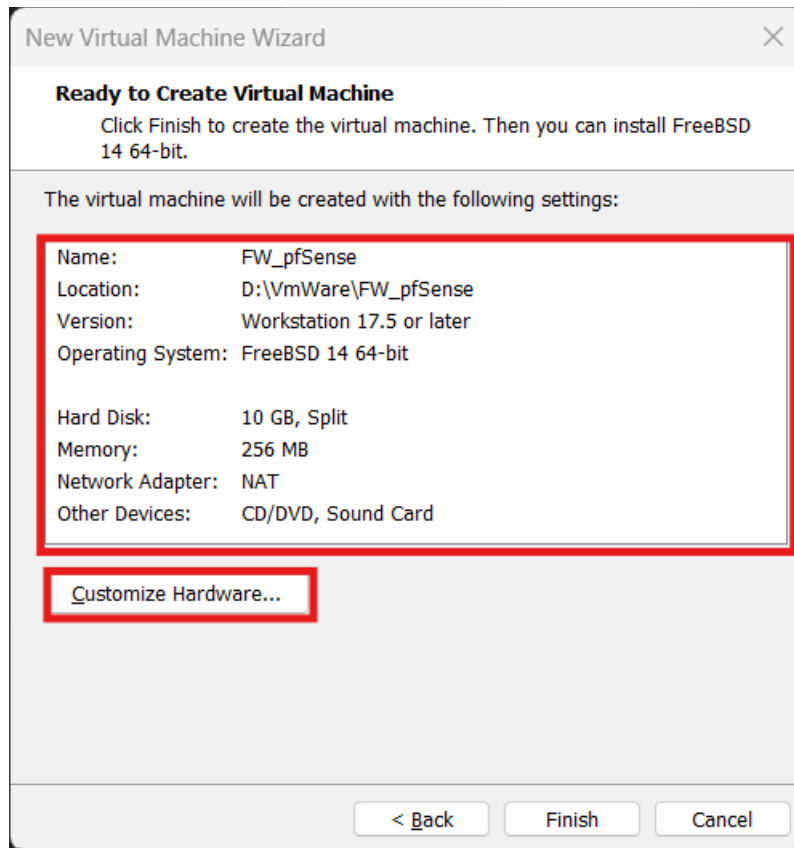 New Virtual Machine Wizard
Ready to Create Virtual Machine
Click Finish to create the virtual machine. Then you can install FreeBSD
14 64-bit.
The virtual machine will be created with the following settings:
Name: FW_pfSense
Location: D:\VmWare\FW_pfSense
Version: Workstation 17.5 or later
Operating System: FreeBSD 14 64-bit
Hard Disk: 10 GB, Split
Memory: 256 MB
Network Adapter: NAT
Other Devices: CD/DVD, Sound Card
Customize Hardware...
< Back Finish Cancel